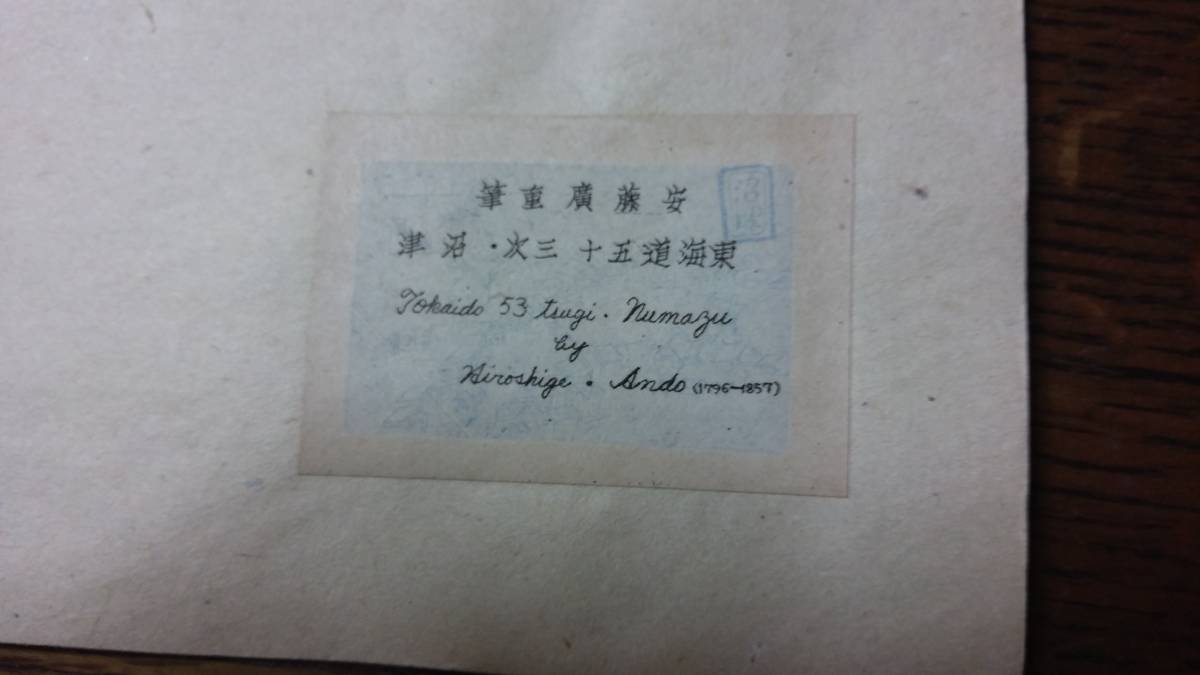 安藤廣重筆
東海道五十三次・沼津
Tokaido 53 tsugi. Numazu
by
Hiroshige. Ando (1796-1857)